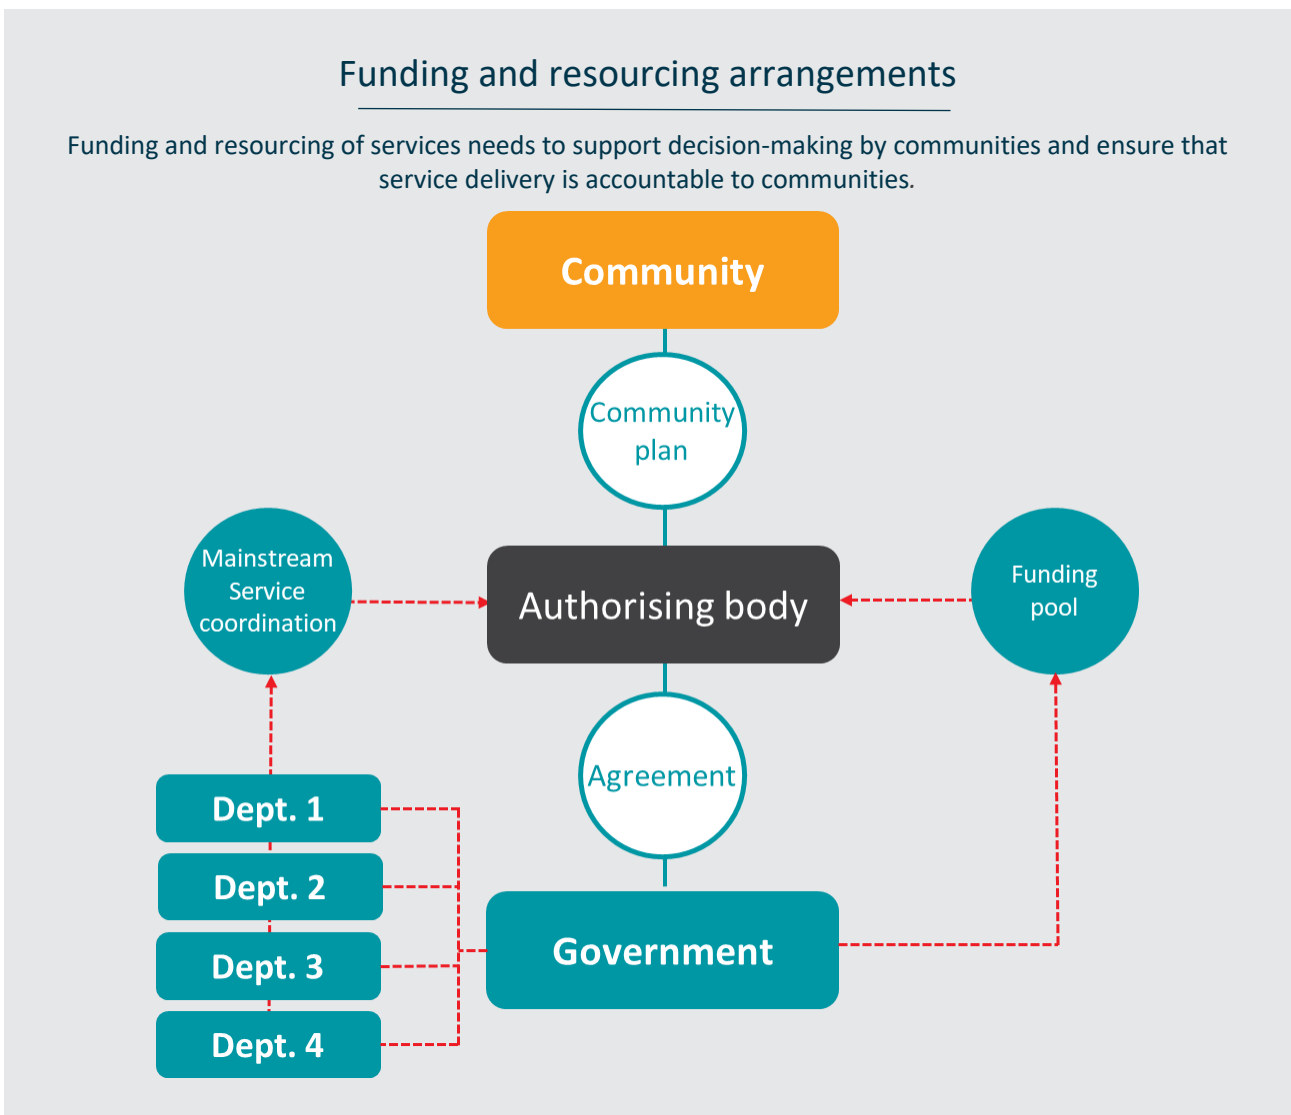 Funding and resourcing arrangements
Funding and resourcing of services needs to support decision-making by communities and ensure that
service delivery is accountable to communities.
Community
Community
plan
Mainstream
Service
coordination
Authorising body
Funding
pool
Agreement
Dept. 1
Dept. 2
Dept. 3
Dept. 4
Government